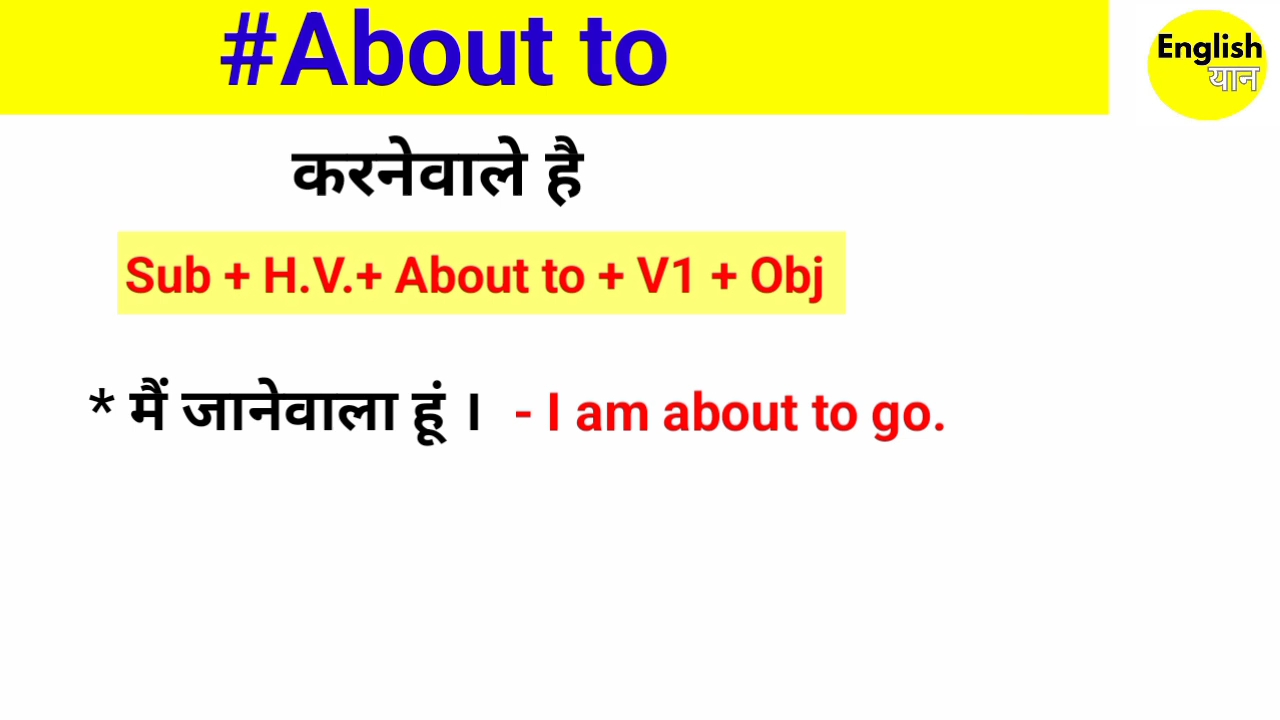 #About to
English
यान
करनेवाले है
Sub + H.V.+ About to + V1 + Obj
* मैं जानेवाला हूं । - I am about to go.